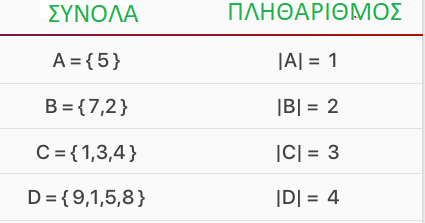 ΣΥΝΟΛΑ ΠΛΗΘΑΡΙΘΜΟΣ
A = { 5 } |A| = 1
B = { 7,2 } |B| = 2
C = { 1,3,4 } |C| = 3
D = { 9,1,5,8 } |D| = 4